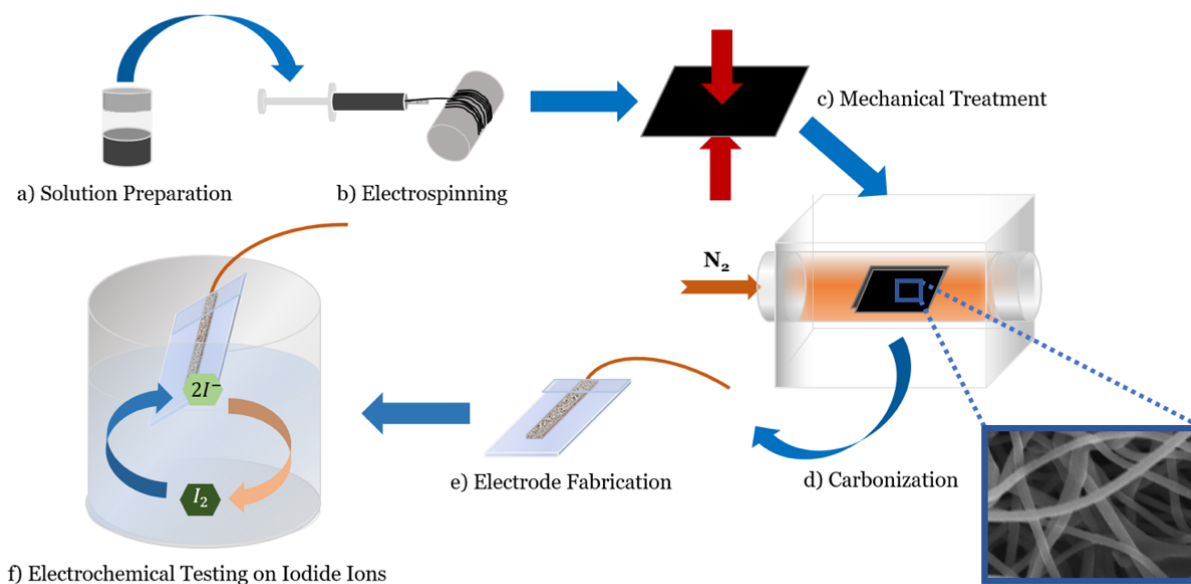 a) Solution Preparation
b) Electrospinning
c) Mechanical Treatment
N₂
d) Carbonization
e) Electrode Fabrication
2I⁻
I₂
f) Electrochemical Testing on Iodide Ions